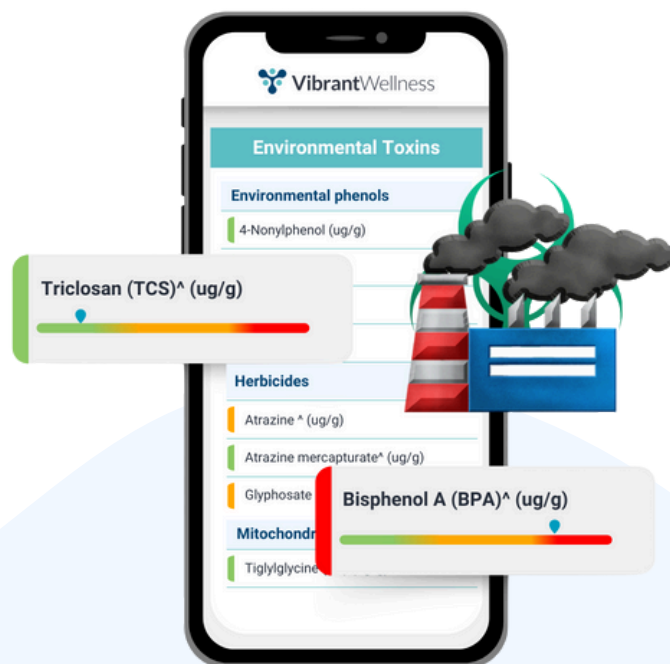 VibrantWellness
Environmental Toxins
Environmental phenols
4-Nonylphenol (ug/g)
Triclosan (TCS)^ (ug/g)
Herbicides
Atrazine ^ (ug/g)
Atrazine mercapturate^ (ug/g)
Glyphosate
Bisphenol A (BPA)^ (ug/g)
Mitochondr
Tiglylglycine